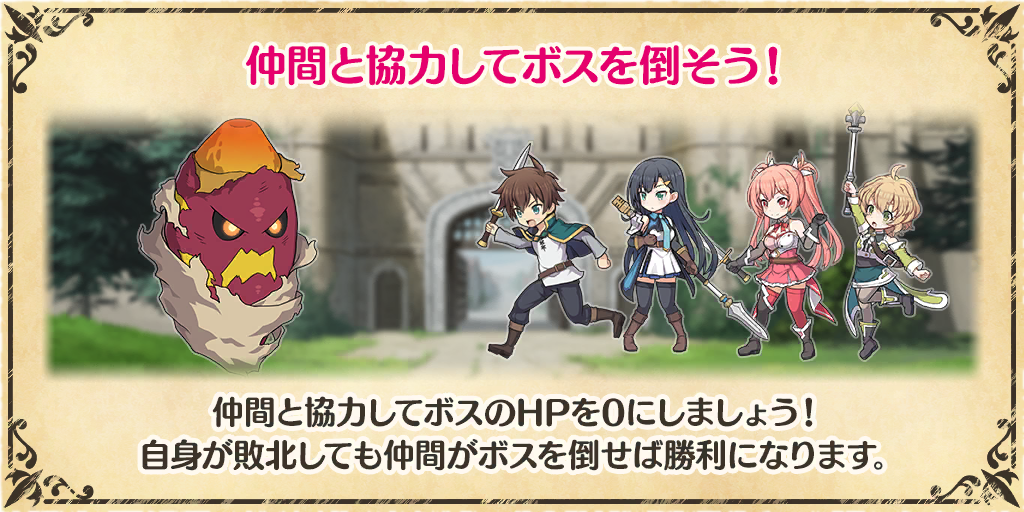 仲間と協力してボスを倒そう！
仲間と協力してボスのHPを0にしましょう！
自身が敗北しても仲間がボスを倒せば勝利になります。